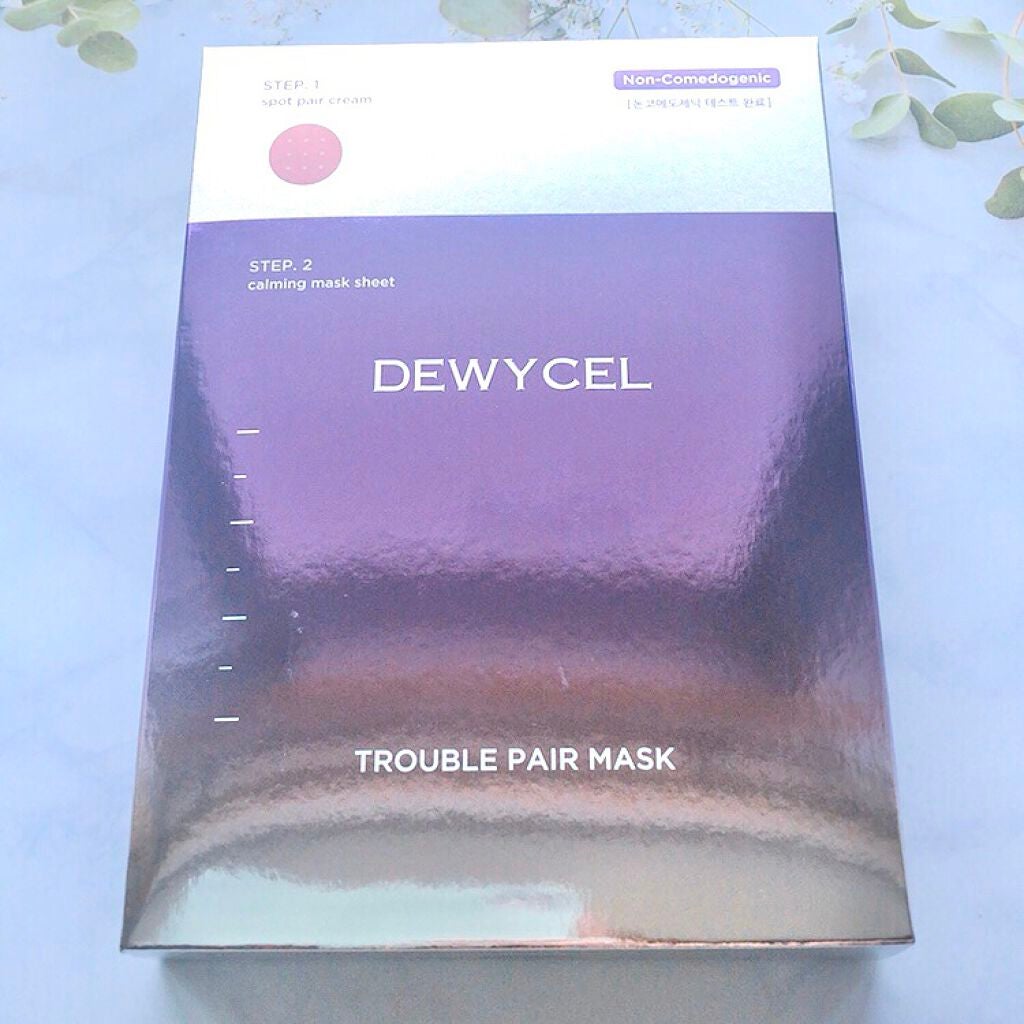 STEP. 1
spot pair cream
Non-Comedogenic
[논코메도제닉 테스트 완료]
STEP. 2
calming mask sheet
DEWYCEL
TROUBLE PAIR MASK